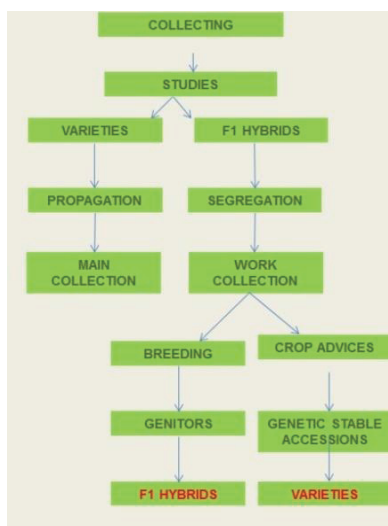 COLLECTING
STUDIES
VARIETIES
F1 HYBRIDS
PROPAGATION
SEGREGATION
MAIN
COLLECTION
WORK
COLLECTION
BREEDING
CROP ADVICES
GENITORS
GENETIC STABLE
ACCESSIONS
F1 HYBRIDS
VARIETIES